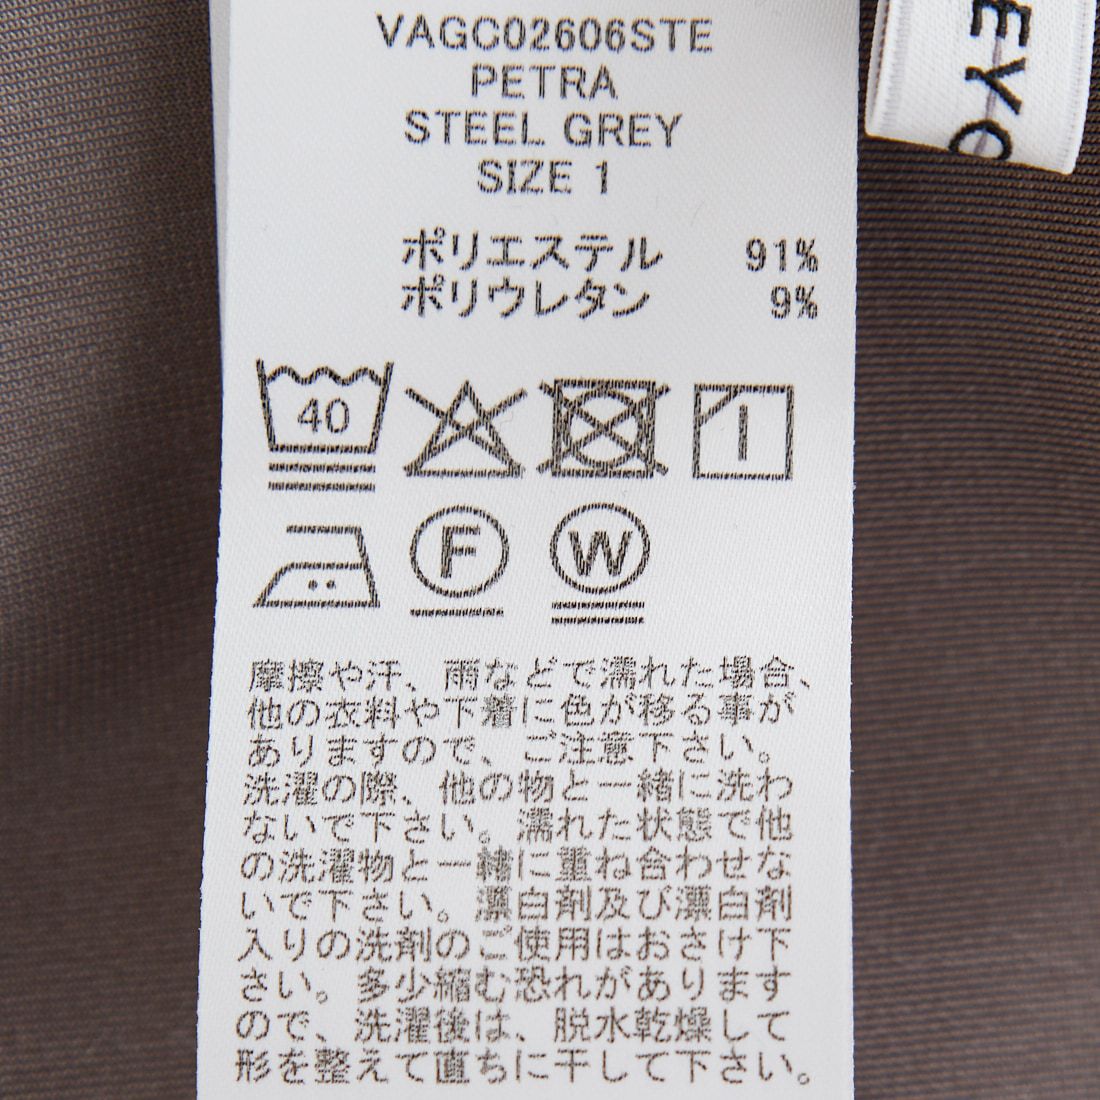 VAGC02606STE
PETRA
STEEL GREY
SIZE 1
ポリエステル 91%
ポリウレタン 9%
40
F
W
摩擦や汗、雨などで濡れた場合、
他の衣料や下着に色が移る事が
ありますので、ご注意下さい。
洗濯の際、他の物と一緒に洗わ
ないで下さい。濡れた状態で他
の洗濯物と一緒に重ね合わせな
いで下さい。漂白剤及び漂白剤
入りの洗剤のご使用はおさけ下
さい。多少縮む恐れがあります
ので、洗濯後は、脱水乾燥して
形を整えて直ちに干して下さい。